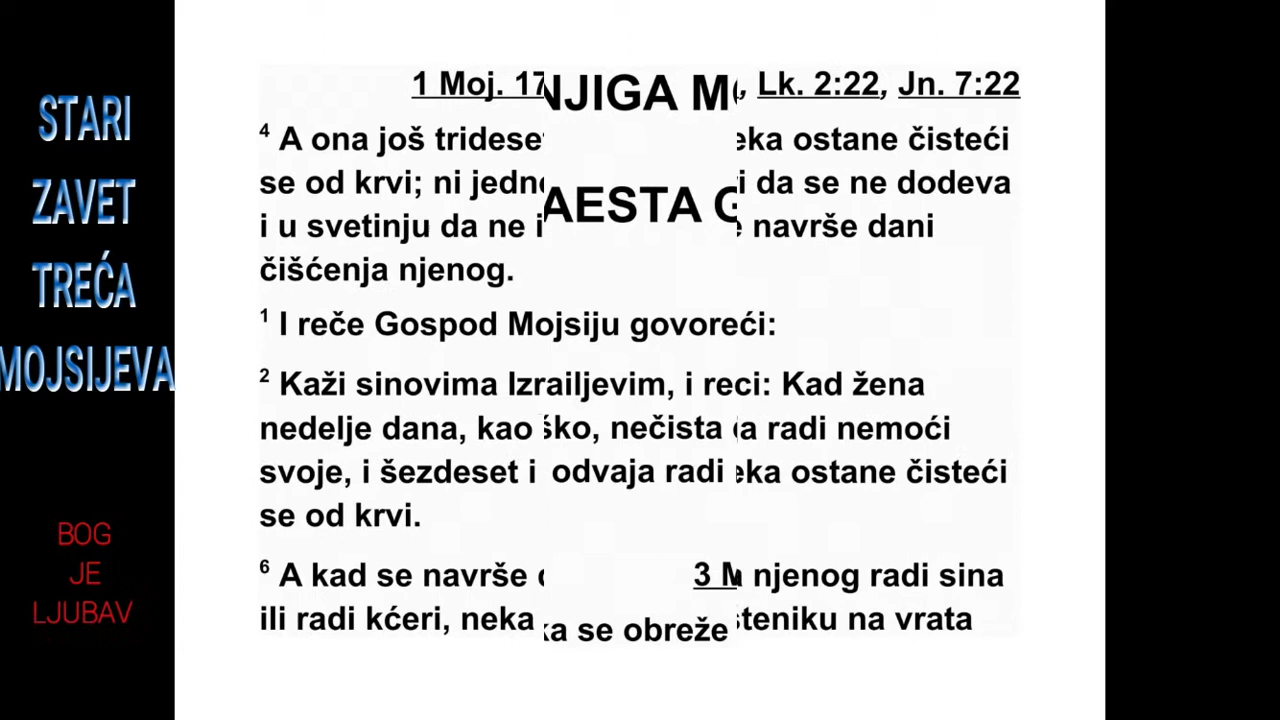 STARI
ZAVET
TREĆA
MOJSIJEVA
BOG
JE
LJUBAV
1 Moj. 17 NJIGA M , Lk. 2:22, Jn. 7:22
4 A ona još tridese eka ostane čisteći
se od krvi; ni jedn i da se ne dodeva
AESTA G
i u svetinju da ne i navrše dani
čišćenja njenog.
1 I reče Gospod Mojsiju govoreći:
2 Kaži sinovima Izrailjevim, i reci: Kad žena
nedelje dana, kao ško, nečista a radi nemoći
svoje, i šezdeset i odvaja radi eka ostane čisteći
se od krvi.
6 A kad se navrše 3 M njenog radi sina
ili radi kćeri, neka ka se obreže šteniku na vrata